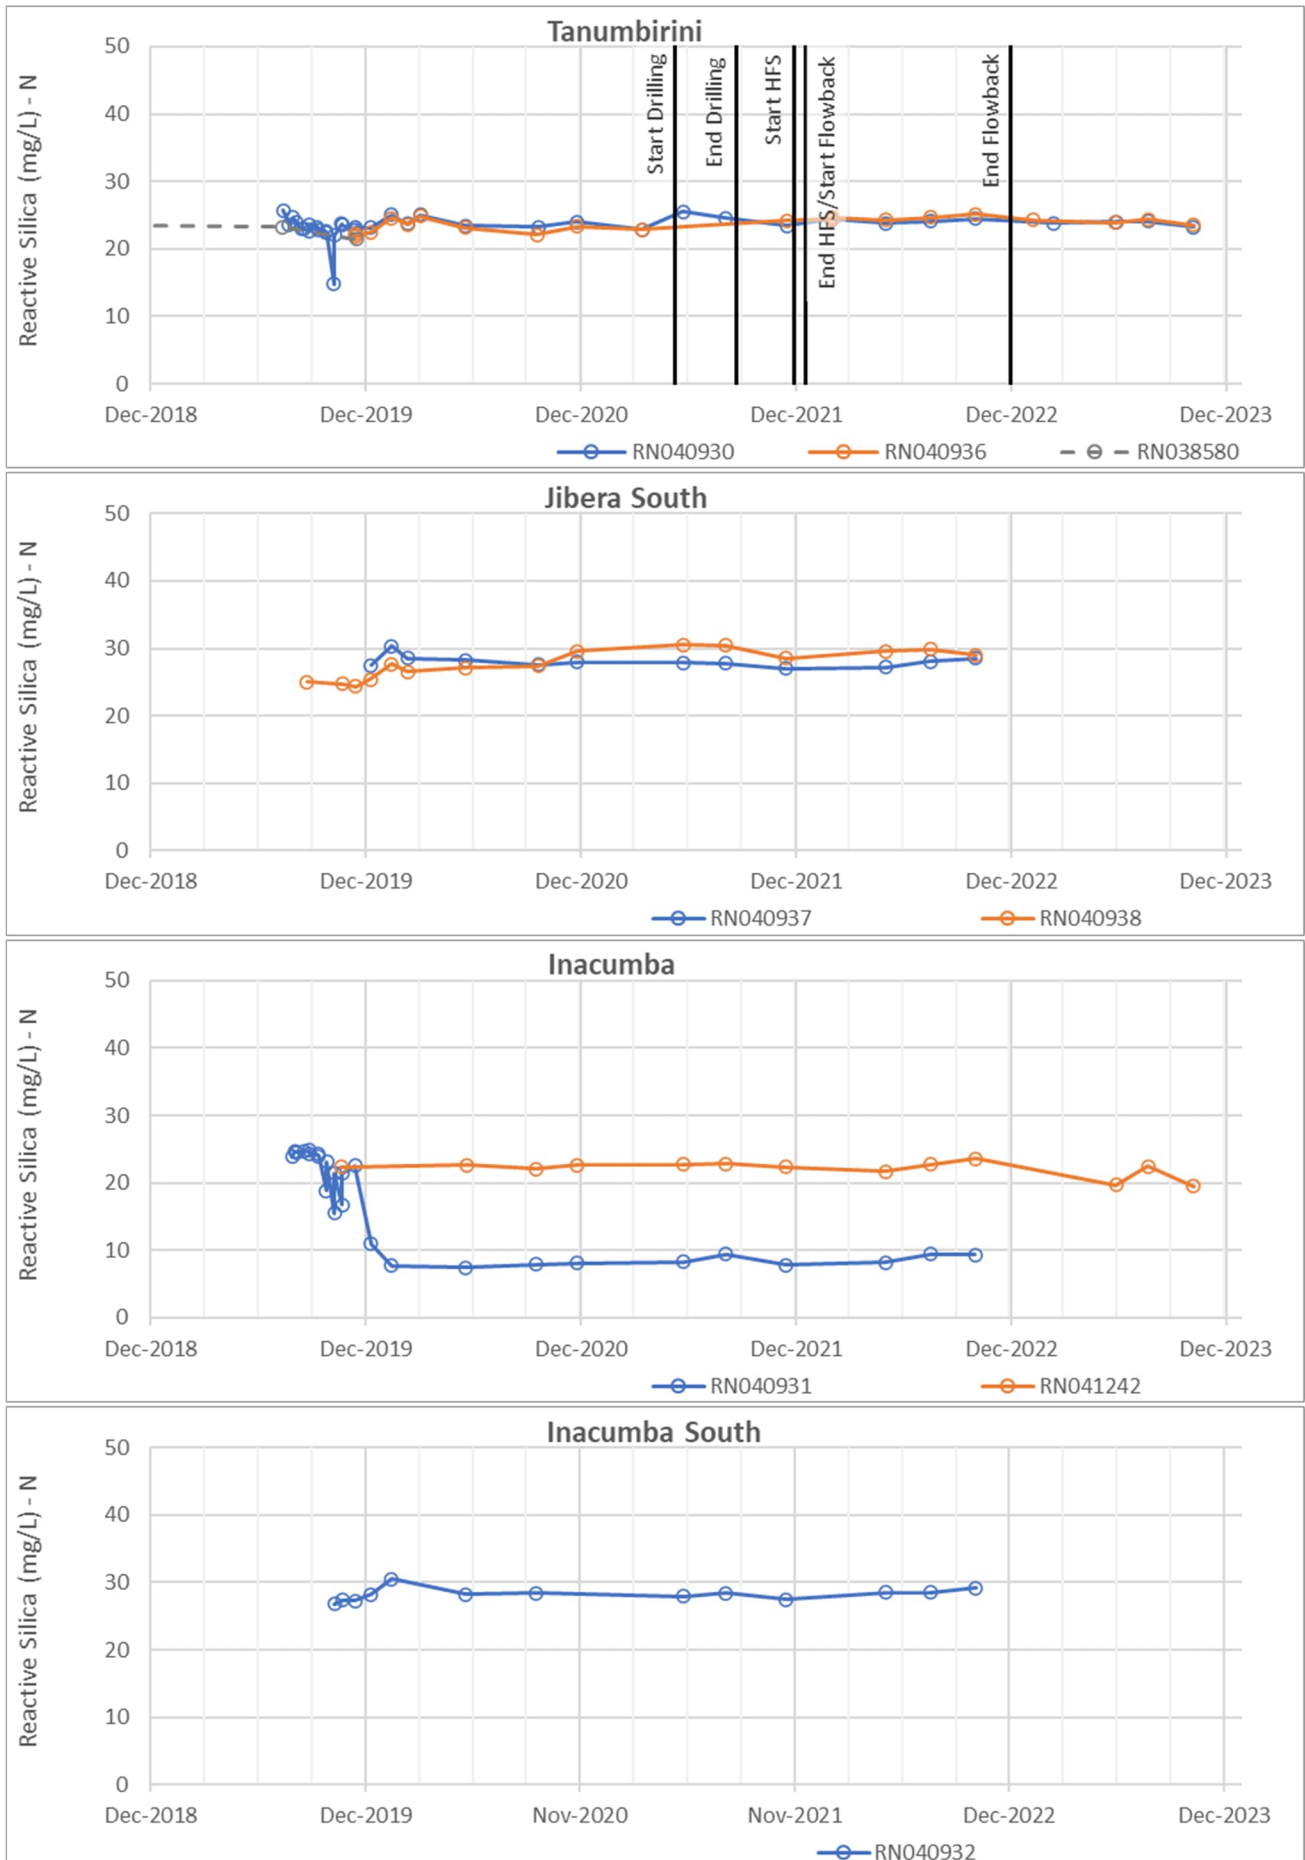 Tanumbirini
Reactive Silica (mg/L) - N
50
40
30
20
10
0
Start Drilling
End Drilling
Start HFS
End HFS/Start Flowback
End Flowback
Dec-2018 Dec-2019 Dec-2020 Dec-2021 Dec-2022 Dec-2023
RN040930 RN040936 RN038580
Jibera South
Reactive Silica (mg/L) - N
50
40
30
20
10
0
Dec-2018 Dec-2019 Dec-2020 Dec-2021 Dec-2022 Dec-2023
RN040937 RN040938
Inacumba
Reactive Silica (mg/L) - N
50
40
30
20
10
0
Dec-2018 Dec-2019 Dec-2020 Dec-2021 Dec-2022 Dec-2023
RN040931 RN041242
Inacumba South
Reactive Silica (mg/L) - N
50
40
30
20
10
0
Dec-2018 Dec-2019 Nov-2020 Nov-2021 Dec-2022 Dec-2023
RN040932